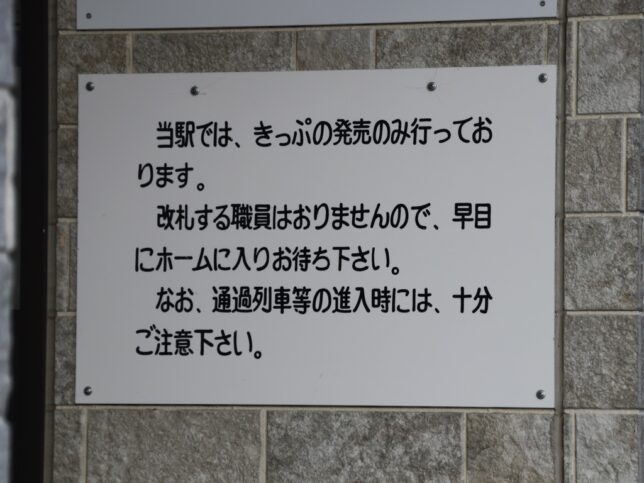 当駅では、きっぷの発売のみ行ってお
ります。
改札する職員はおりませんので、早目
にホームに入りお待ち下さい。
なお、通過列車等の進入時には、十分
ご注意下さい。